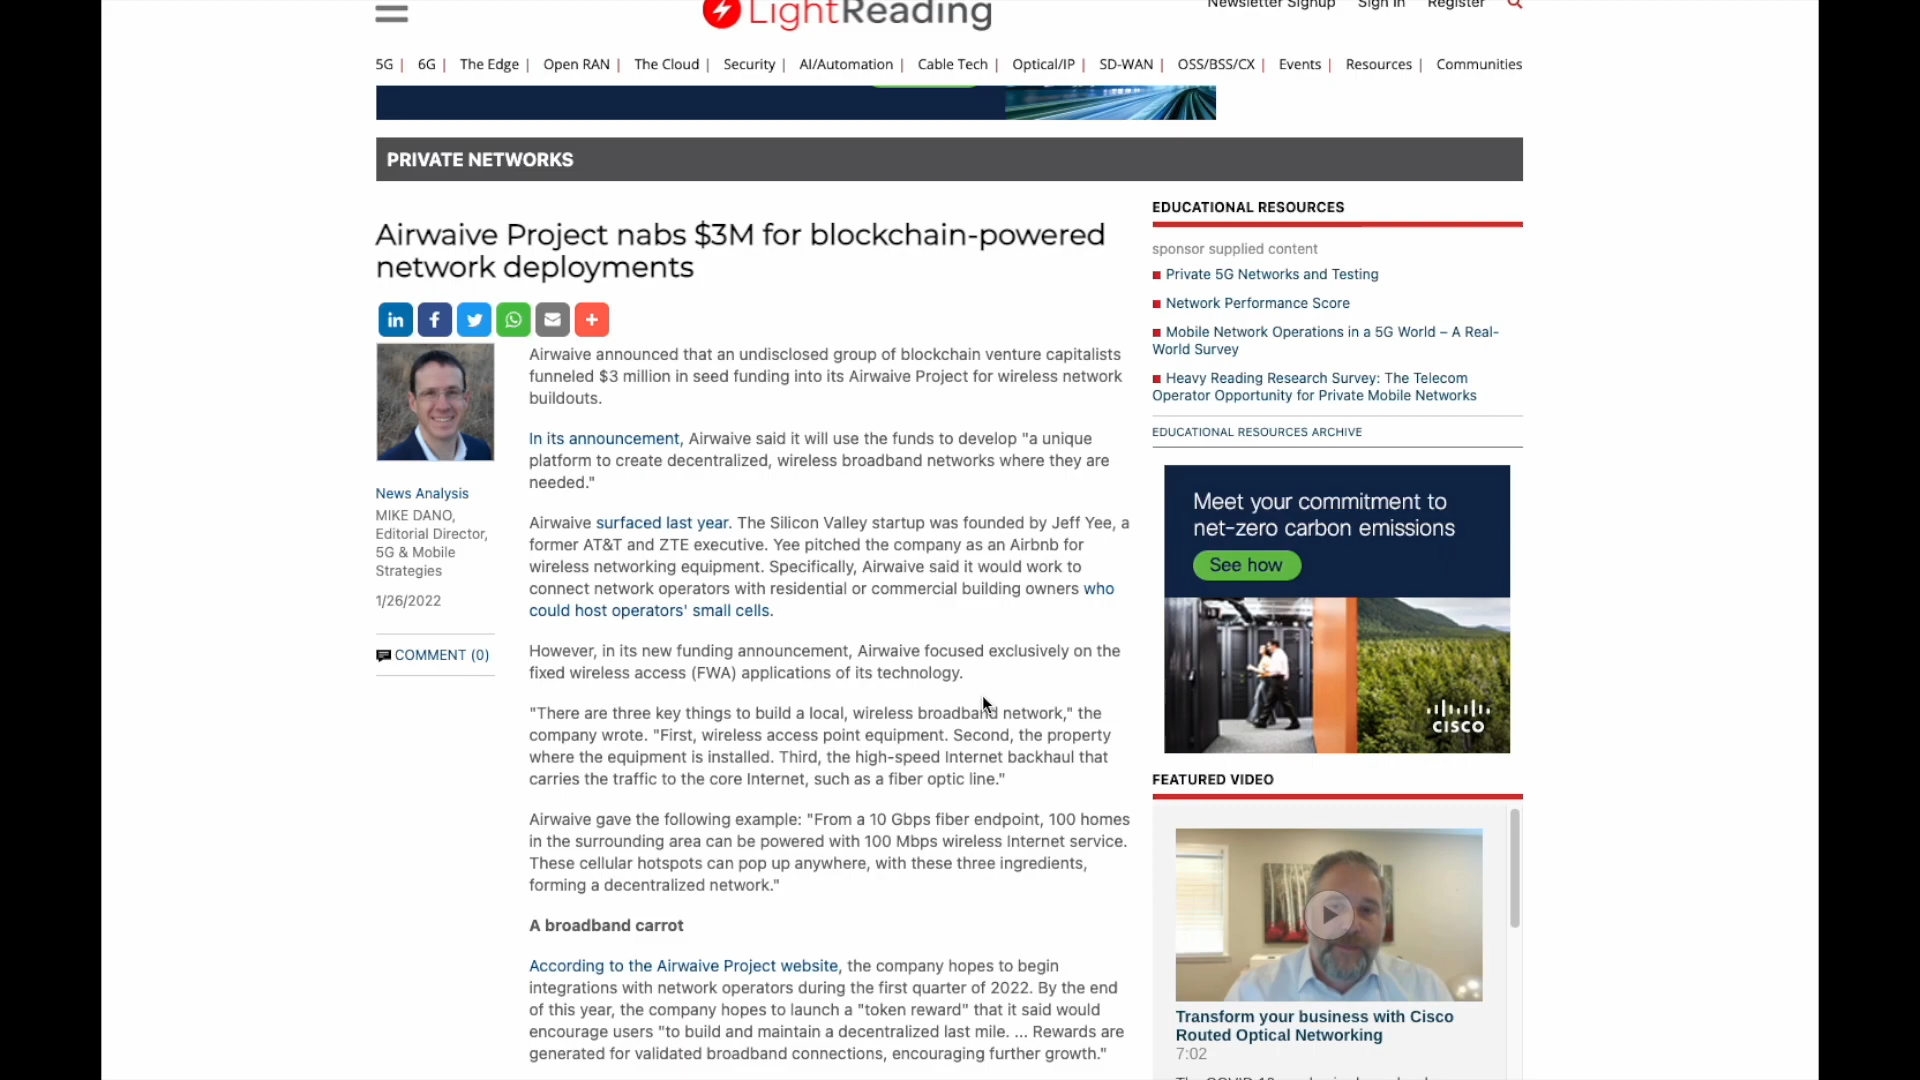 LightReading
Newsletter Signup Sign In Register
5G | 6G | The Edge | Open RAN | The Cloud | Security | AI/Automation | Cable Tech | Optical/IP | SD-WAN | OSS/BSS/CX | Events | Resources | Communities
PRIVATE NETWORKS
Airwaive Project nabs $3M for blockchain-powered
network deployments
Airwaive announced that an undisclosed group of blockchain venture capitalists
funneled $3 million in seed funding into its Airwaive Project for wireless network
buildouts.
In its announcement, Airwaive said it will use the funds to develop "a unique
platform to create decentralized, wireless broadband networks where they are
needed."
Airwaive surfaced last year. The Silicon Valley startup was founded by Jeff Yee, a
former AT&T and ZTE executive. Yee pitched the company as an Airbnb for
wireless networking equipment. Specifically, Airwaive said it would work to
connect network operators with residential or commercial building owners who
could host operators' small cells.
However, in its new funding announcement, Airwaive focused exclusively on the
fixed wireless access (FWA) applications of its technology.
"There are three key things to build a local, wireless broadband network," the
company wrote. "First, wireless access point equipment. Second, the property
where the equipment is installed. Third, the high-speed Internet backhaul that
carries the traffic to the core Internet, such as a fiber optic line."
Airwaive gave the following example: "From a 10 Gbps fiber endpoint, 100 homes
in the surrounding area can be powered with 100 Mbps wireless Internet service.
These cellular hotspots can pop up anywhere, with these three ingredients,
forming a decentralized network."
A broadband carrot
According to the Airwaive Project website, the company hopes to begin
integrations with network operators during the first quarter of 2022. By the end
of this year, the company hopes to launch a "token reward" that it said would
encourage users "to build and maintain a decentralized last mile. ... Rewards are
generated for validated broadband connections, encouraging further growth."
News Analysis
MIKE DANO,
Editorial Director,
5G & Mobile
Strategies
1/26/2022
COMMENT (0)
EDUCATIONAL RESOURCES
sponsor supplied content
Private 5G Networks and Testing
Network Performance Score
Mobile Network Operations in a 5G World – A Real-
World Survey
Heavy Reading Research Survey: The Telecom
Operator Opportunity for Private Mobile Networks
EDUCATIONAL RESOURCES ARCHIVE
Meet your commitment to
net-zero carbon emissions
See how
CISCO
FEATURED VIDEO
Transform your business with Cisco
Routed Optical Networking
7:02